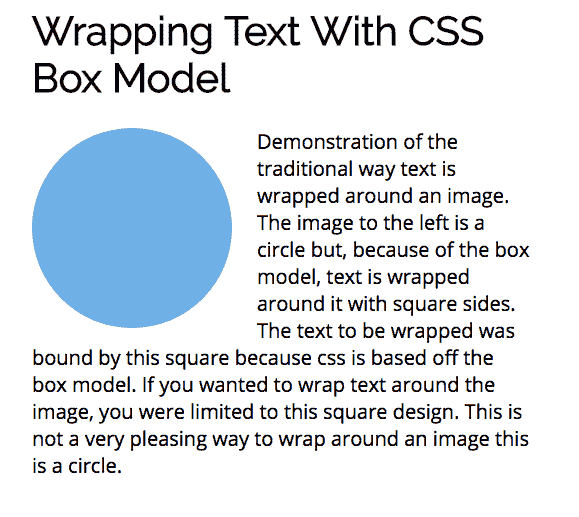 Wrapping Text With CSS
Box Model
Demonstration of the
traditional way text is
wrapped around an image.
The image to the left is a
circle but, because of the box
model, text is wrapped
around it with square sides.
The text to be wrapped was
bound by this square because css is based off the
box model. If you wanted to wrap text around the
image, you were limited to this square design. This is
not a very pleasing way to wrap around an image this
is a circle.